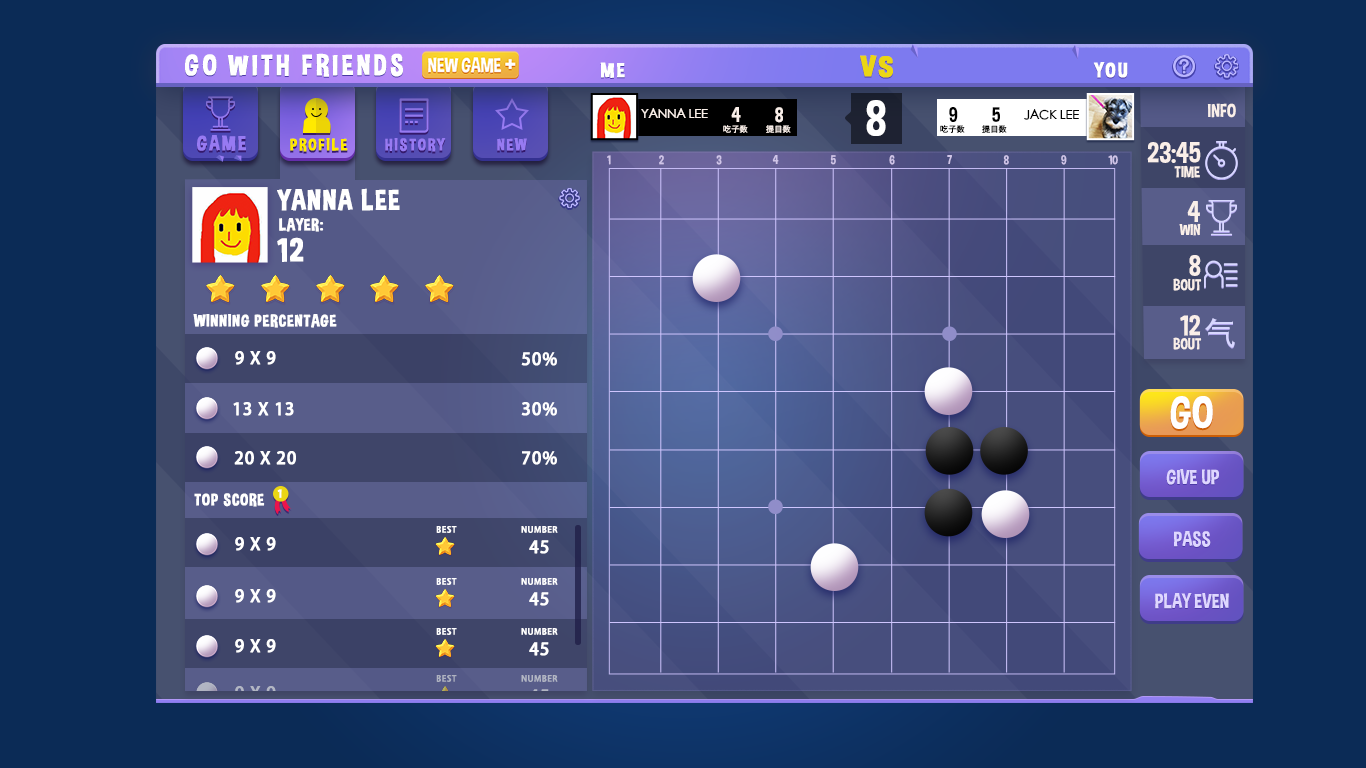 GO WITH FRIENDS
NEW GAME +
ME
VS
YOU
?
GAME
PROFILE
HISTORY
NEW
YANNA LEE
4
吃子数
8
提目数
8
9
吃子数
5
提目数
JACK LEE
INFO
1 2 3 4 5 6 7 8 9 10
23:45
TIME
4
WIN
8
BOUT
12
BOUT
气
GO
GIVE UP
PASS
PLAY EVEN
YANNA LEE
LAYER:
12
WINNING PERCENTAGE
9 X 9 50%
13 X 13 30%
20 X 20 70%
TOP SCORE 1
BEST NUMBER
9 X 9 45
BEST NUMBER
9 X 9 45
BEST NUMBER
9 X 9 45
BEST NUMBER